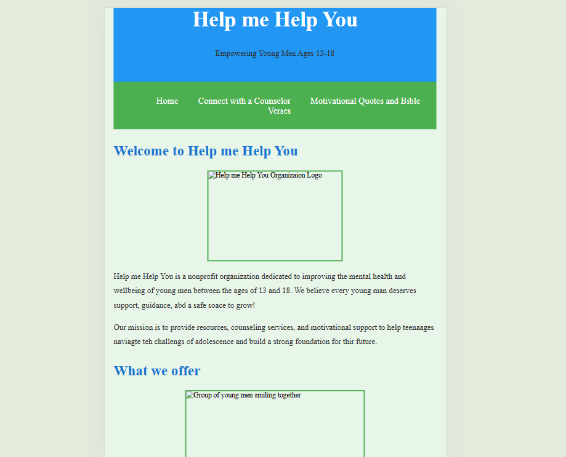 Help me Help You
Empowering Young Men Ages 13-18
Home Connect with a Counselor Motivational Quotes and Bible
Verses
Welcome to Help me Help You
Help me Help You Organizaion Logo
Help me Help You is a nonprofit organization dedicated to improving the mental health and
wellbeing of young men between the ages of 13 and 18. We believe every young man deserves
support, guidance, abd a safe soace to grow!
Our mission is to provide resources, counseling services, and motivational support to help teenaages
naviagte teh challengs of adolescence and build a strong foundation for thir future.
What we offer
Group of young men smiling together